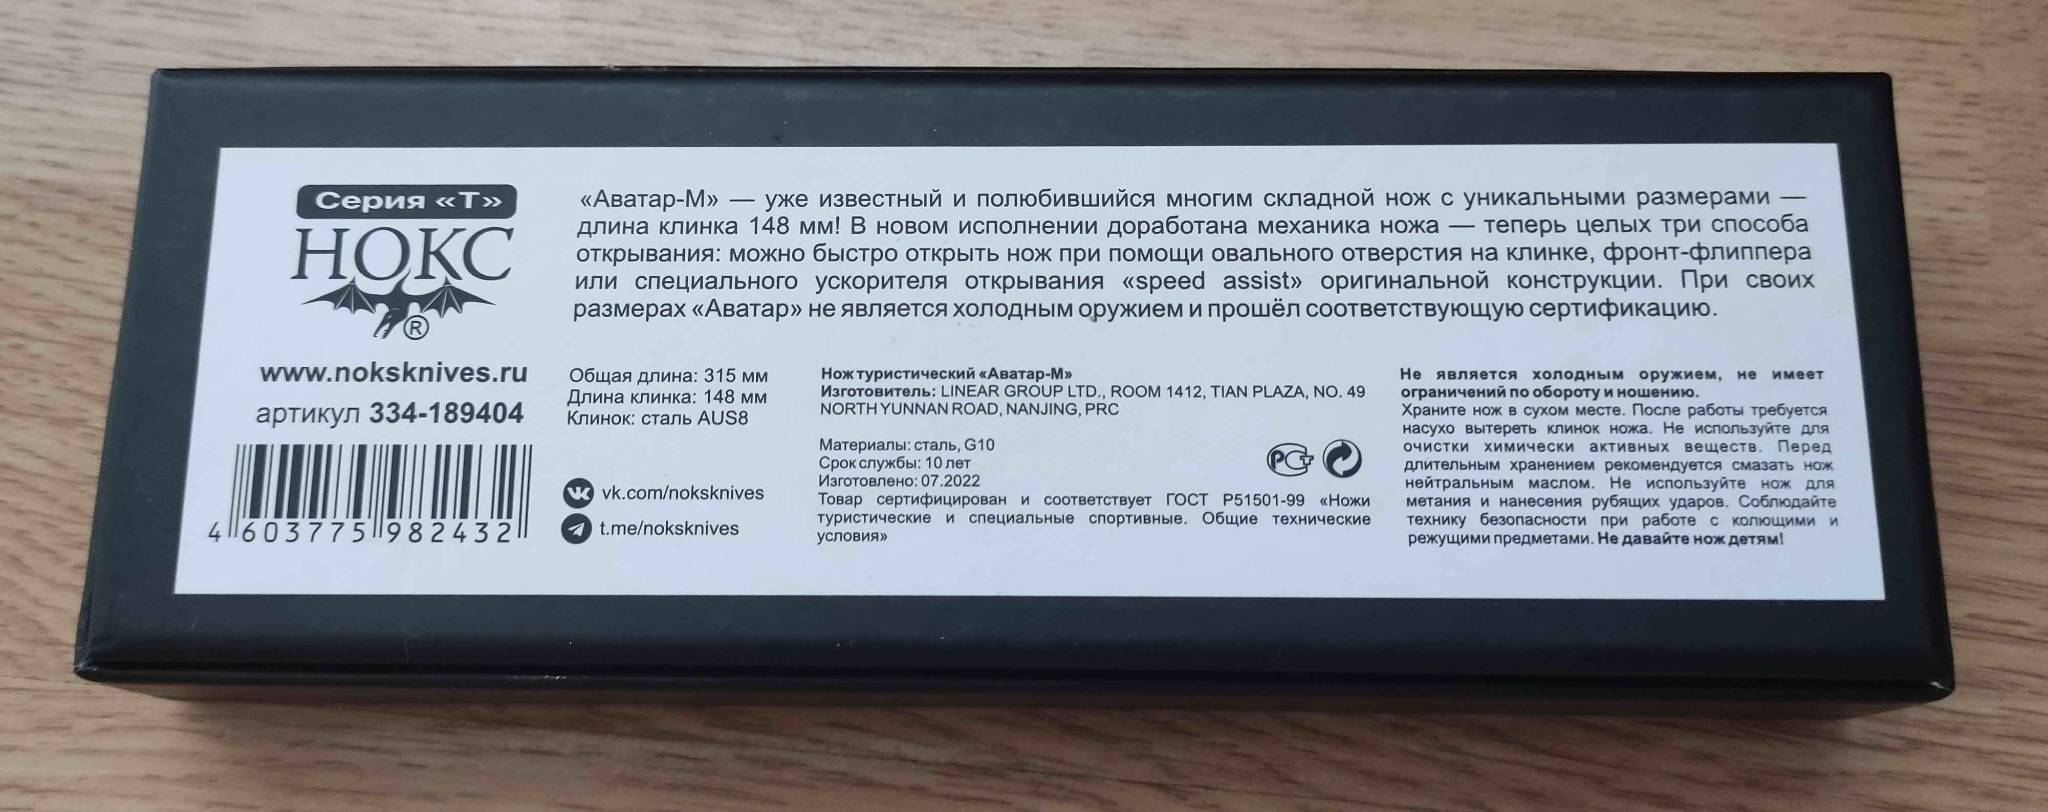 Серия «Т»
НОКС
®
www.noksknives.ru
артикул 334-189404
4 603775 982432
«Аватар-М» — уже известный и полюбившийся многим складной нож с уникальными размерами —
длина клинка 148 мм! В новом исполнении доработана механика ножа — теперь целых три способа
открывания: можно быстро открыть нож при помощи овального отверстия на клинке, фронт-флиппера
или специального ускорителя открывания «speed assist» оригинальной конструкции. При своих
размерах «Аватар» не является холодным оружием и прошёл соответствующую сертификацию.
Общая длина: 315 мм
Длина клинка: 148 мм
Клинок: сталь AUS8
vk.com/noksknives
t.me/noksknives
Нож туристический «Аватар-М»
Изготовитель: LINEAR GROUP LTD., ROOM 1412, TIAN PLAZA, NO. 49
NORTH YUNNAN ROAD, NANJING, PRC
Материалы: сталь, G10
Срок службы: 10 лет
Изготовлено: 07.2022
Товар сертифицирован и соответствует ГОСТ Р51501-99 «Ножи
туристические и специальные спортивные. Общие технические
условия»
Не является холодным оружием, не имеет
ограничений по обороту и ношению.
Храните нож в сухом месте. После работы требуется
насухо вытереть клинок ножа. Не используйте для
очистки химически активных веществ. Перед
длительным хранением рекомендуется смазать нож
нейтральным маслом. Не используйте нож для
метания и нанесения рубящих ударов. Соблюдайте
технику безопасности при работе с колющими и
режущими предметами. Не давайте нож детям!